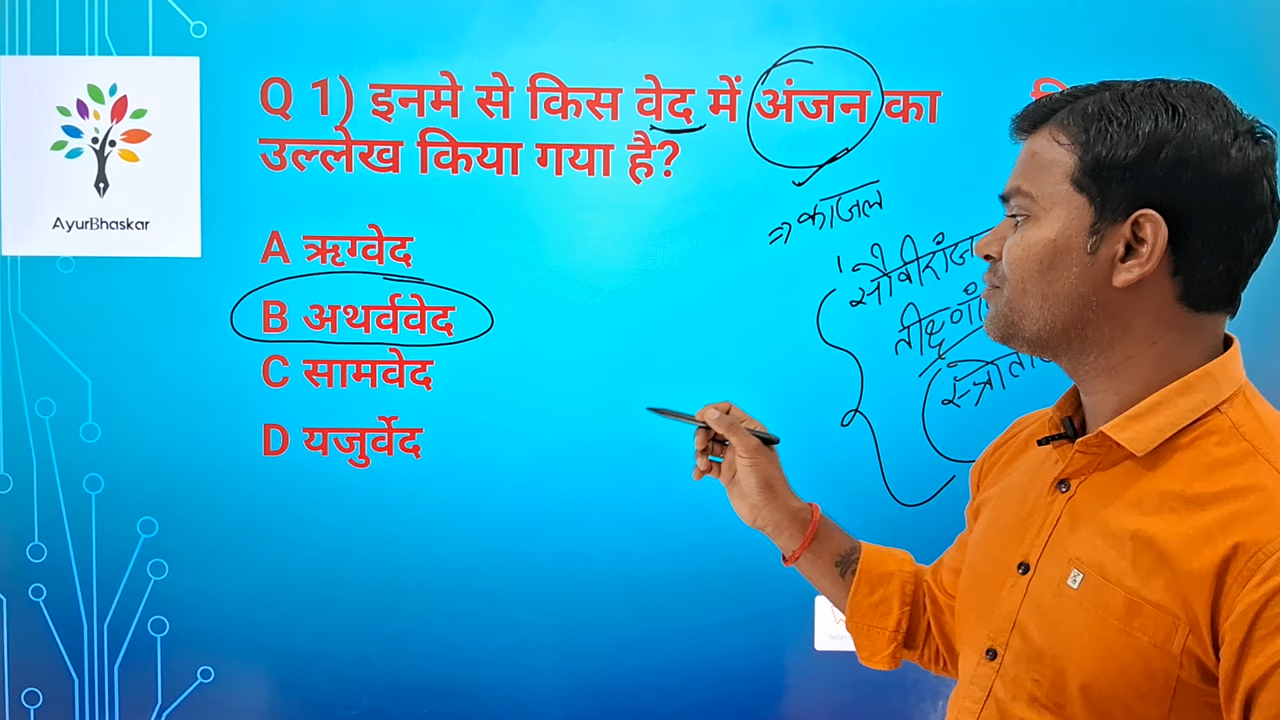 Q 1) इनमे से किस वेद में अंजन का
उल्लेख किया गया है?
AyurBhaskar
⇒ काजल
A ऋग्वेद
B अथर्ववेद
C सामवेद
D यजुर्वेद